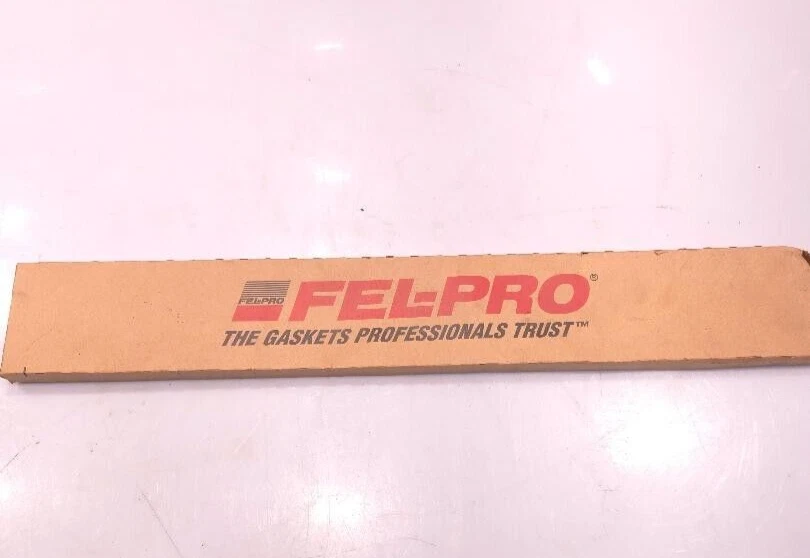 FEL-PRO
FEL-PRO®
THE GASKETS PROFESSIONALS TRUST™